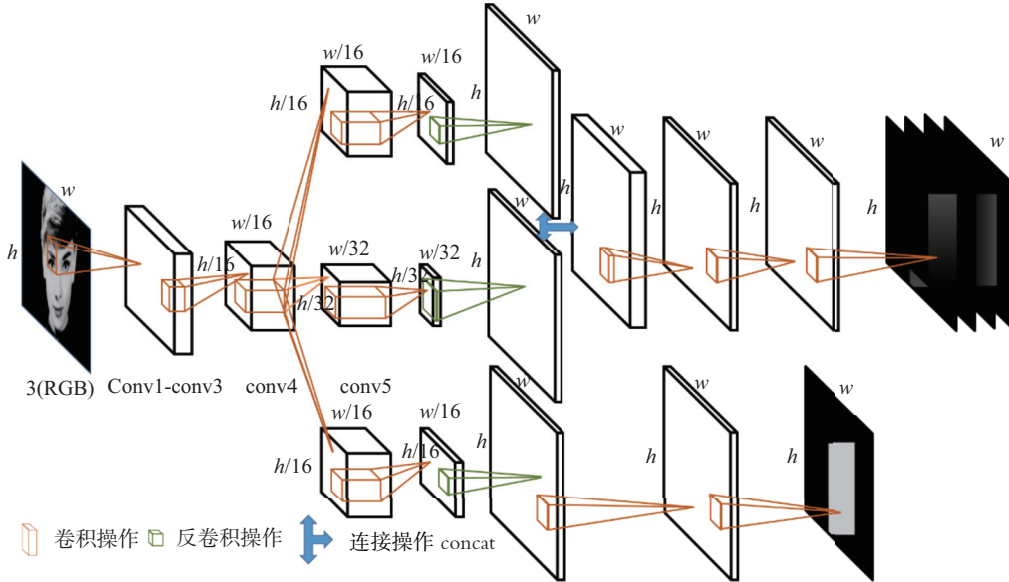 w
w/16
w/16
h/16
h/16
h
w
h
w
h
w
h
w
h
w
h
w/16
h/16
w/32
h/32
w/32
h/3
w
h
3(RGB)
Conv1-conv3
conv4
conv5
w/16
h/16
w/16
h/16
w
h
w
h
w
h
卷积操作
反卷积操作
连接操作 concat